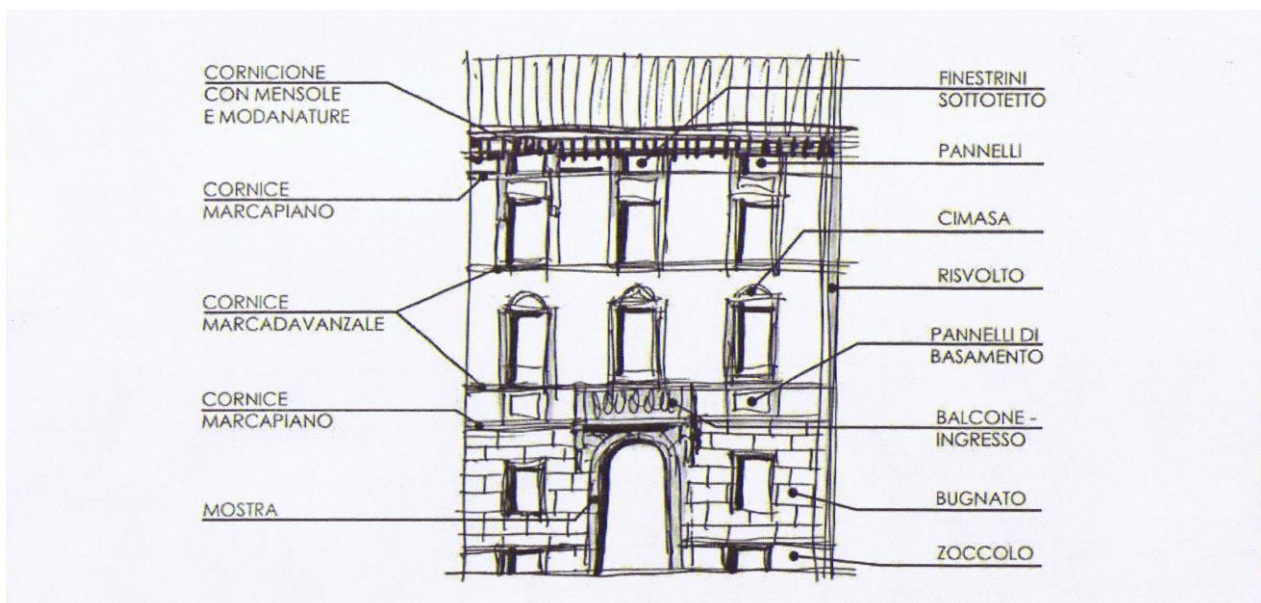 CORNICIONE
CON MENSOLE
E MODANATURE
CORNICE
MARCAPIANO
CORNICE
MARCADAVANZALE
CORNICE
MARCAPIANO
MOSTRA
FINESTRINI
SOTTOTETTO
PANNELLI
CIMASA
RISVOLTO
PANNELLI DI
BASAMENTO
BALCONE -
INGRESSO
BUGNATO
ZOCCOLO